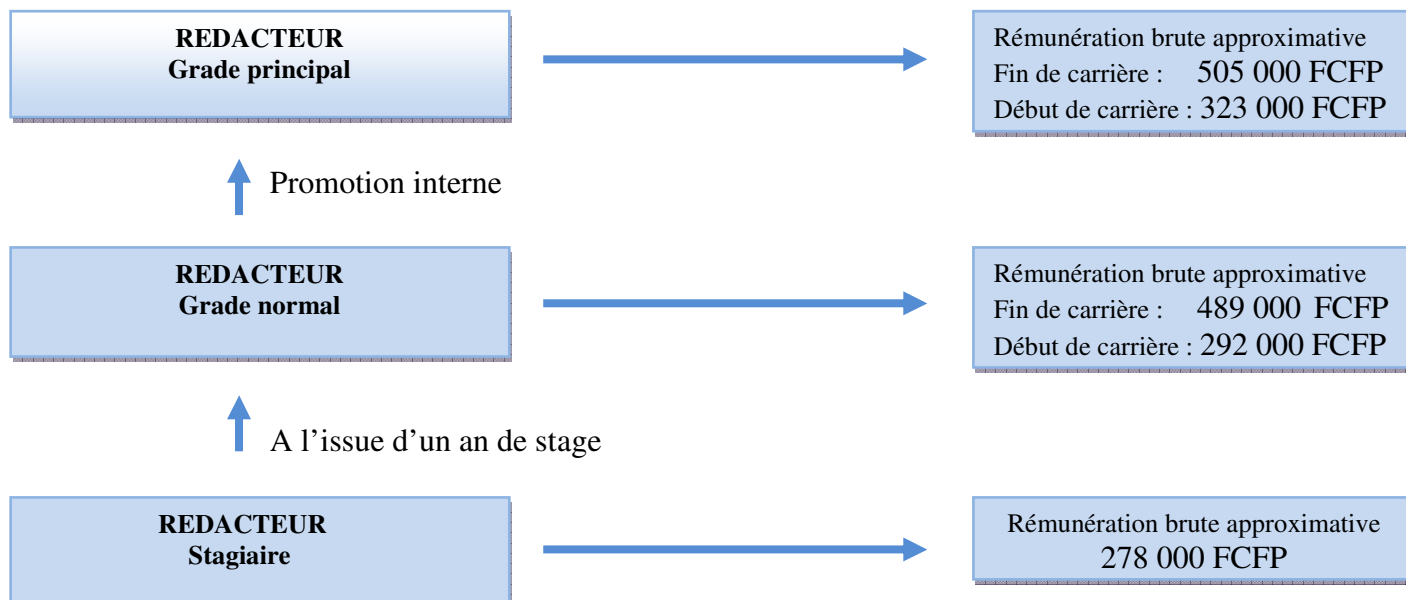 REDACTEUR
Grade principal
Rémunération brute approximative
Fin de carrière : 505 000 FCFP
Début de carrière : 323 000 FCFP
Promotion interne
REDACTEUR
Grade normal
Rémunération brute approximative
Fin de carrière : 489 000 FCFP
Début de carrière : 292 000 FCFP
A l’issue d’un an de stage
REDACTEUR
Stagiaire
Rémunération brute approximative
278 000 FCFP